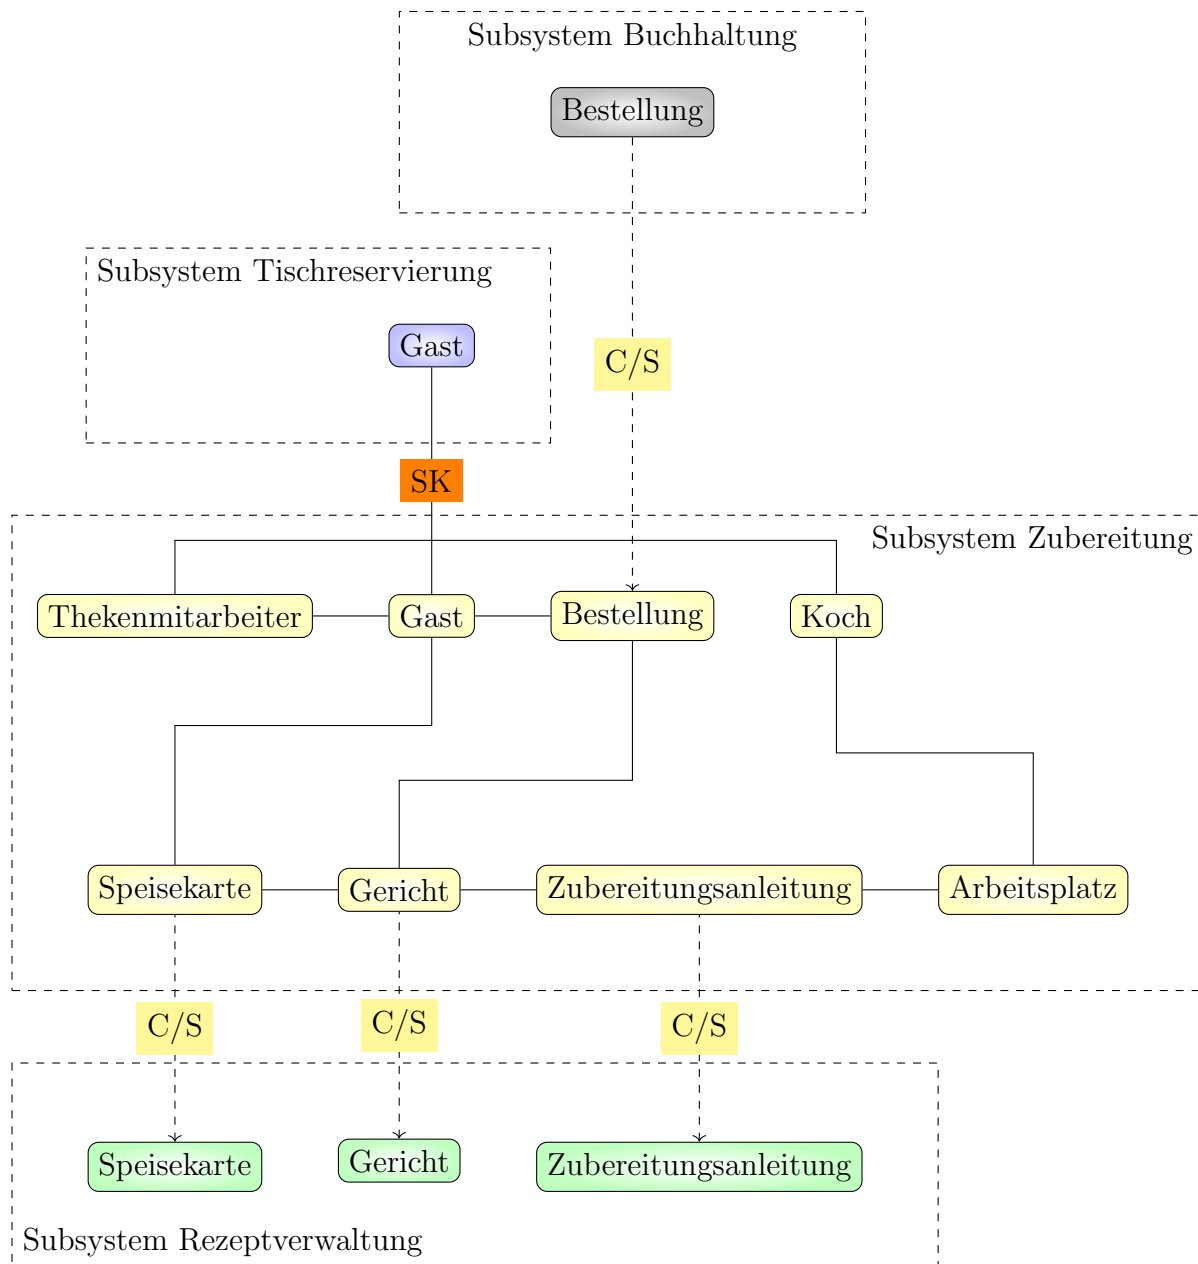 Subsystem Buchhaltung
Bestellung
Subsystem Tischreservierung
Gast
C/S
SK
Subsystem Zubereitung
Thekenmitarbeiter
Gast
Bestellung
Koch
Speisekarte
Gericht
Zubereitungsanleitung
Arbeitsplatz
C/S
C/S
C/S
Speisekarte
Gericht
Zubereitungsanleitung
Subsystem Rezeptverwaltung